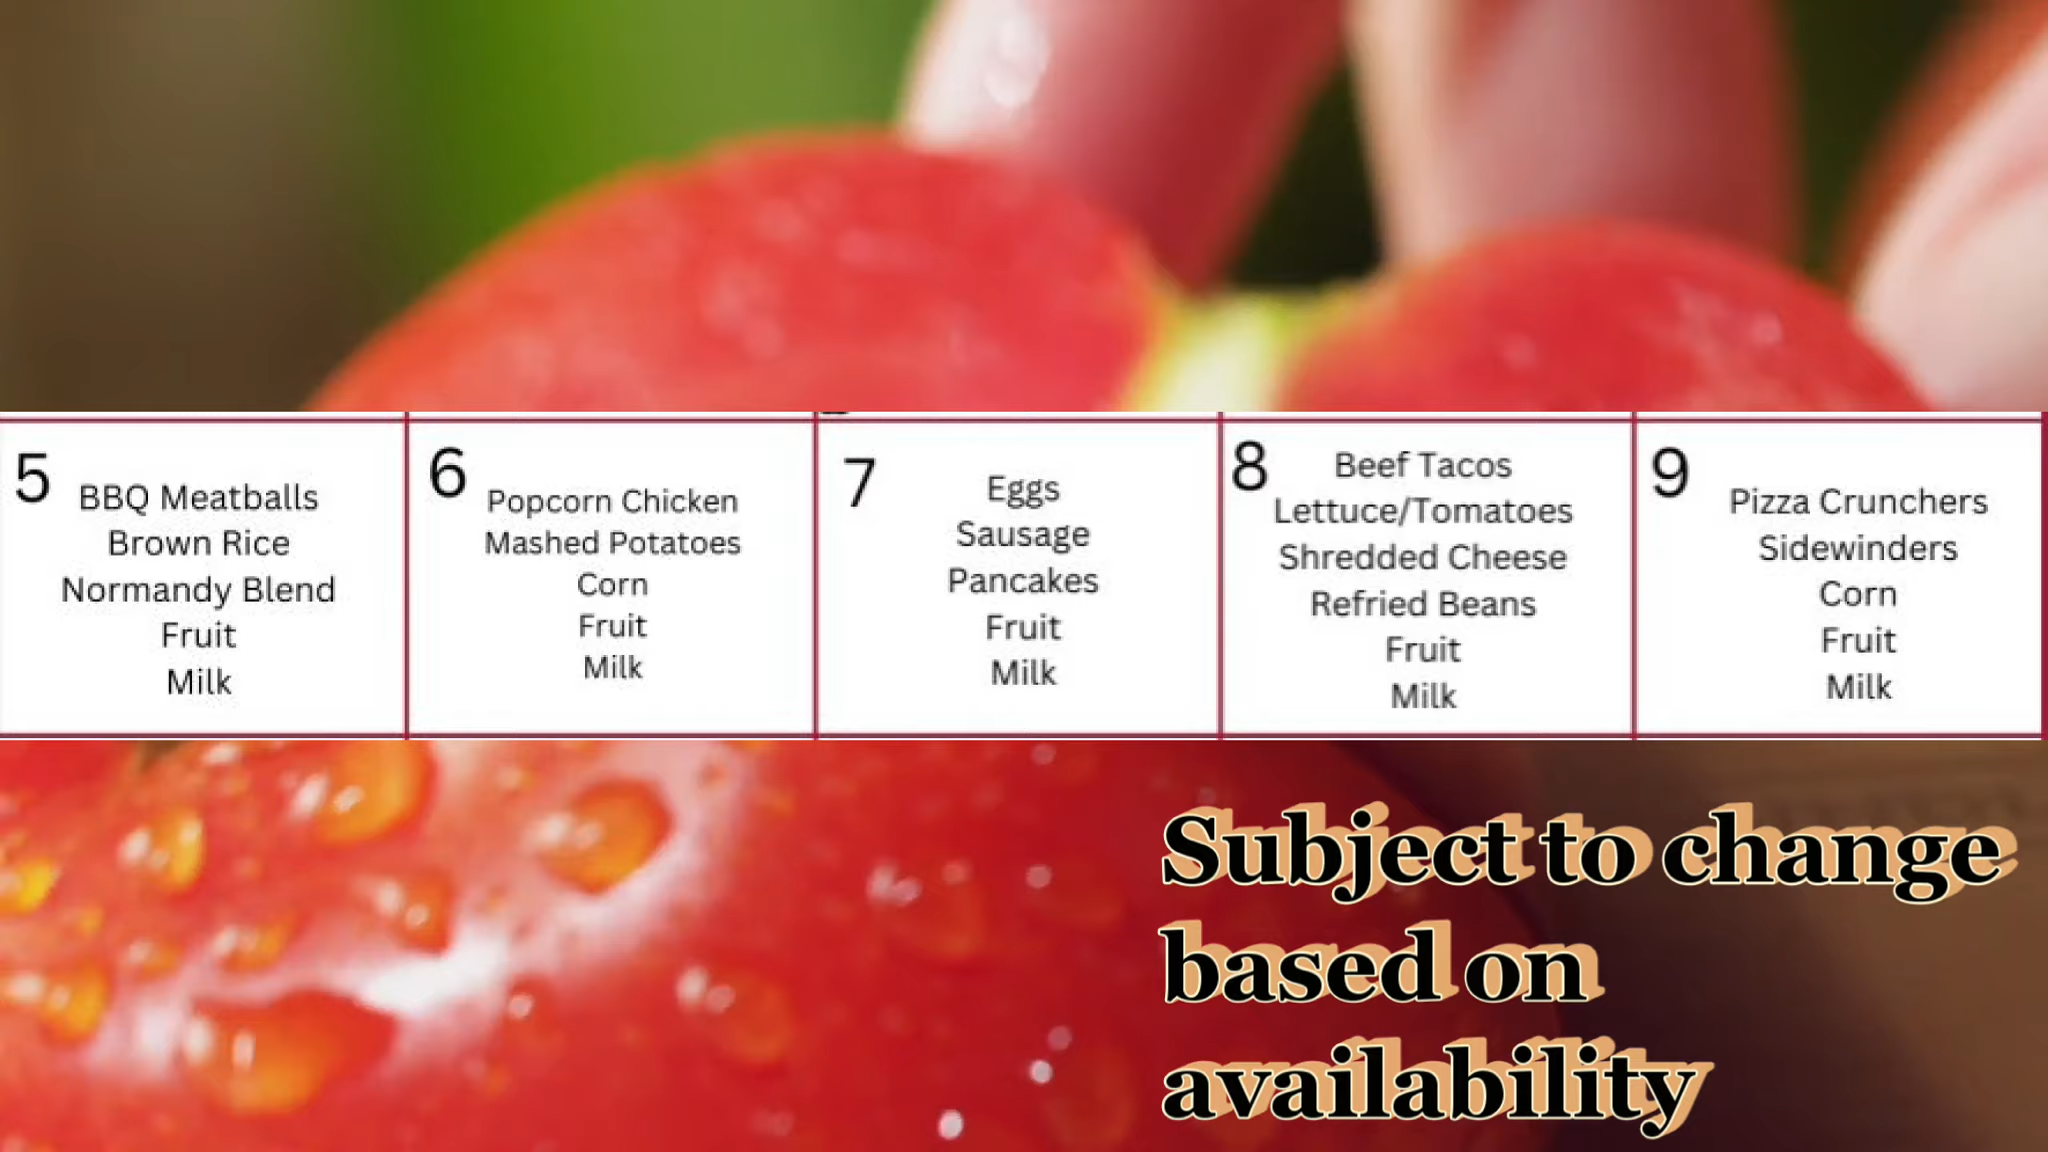 5
BBQ Meatballs
Brown Rice
Normandy Blend
Fruit
Milk
6
Popcorn Chicken
Mashed Potatoes
Corn
Fruit
Milk
7
Eggs
Sausage
Pancakes
Fruit
Milk
8
Beef Tacos
Lettuce/Tomatoes
Shredded Cheese
Refried Beans
Fruit
Milk
9
Pizza Crunchers
Sidewinders
Corn
Fruit
Milk
Subject to change
based on
availability